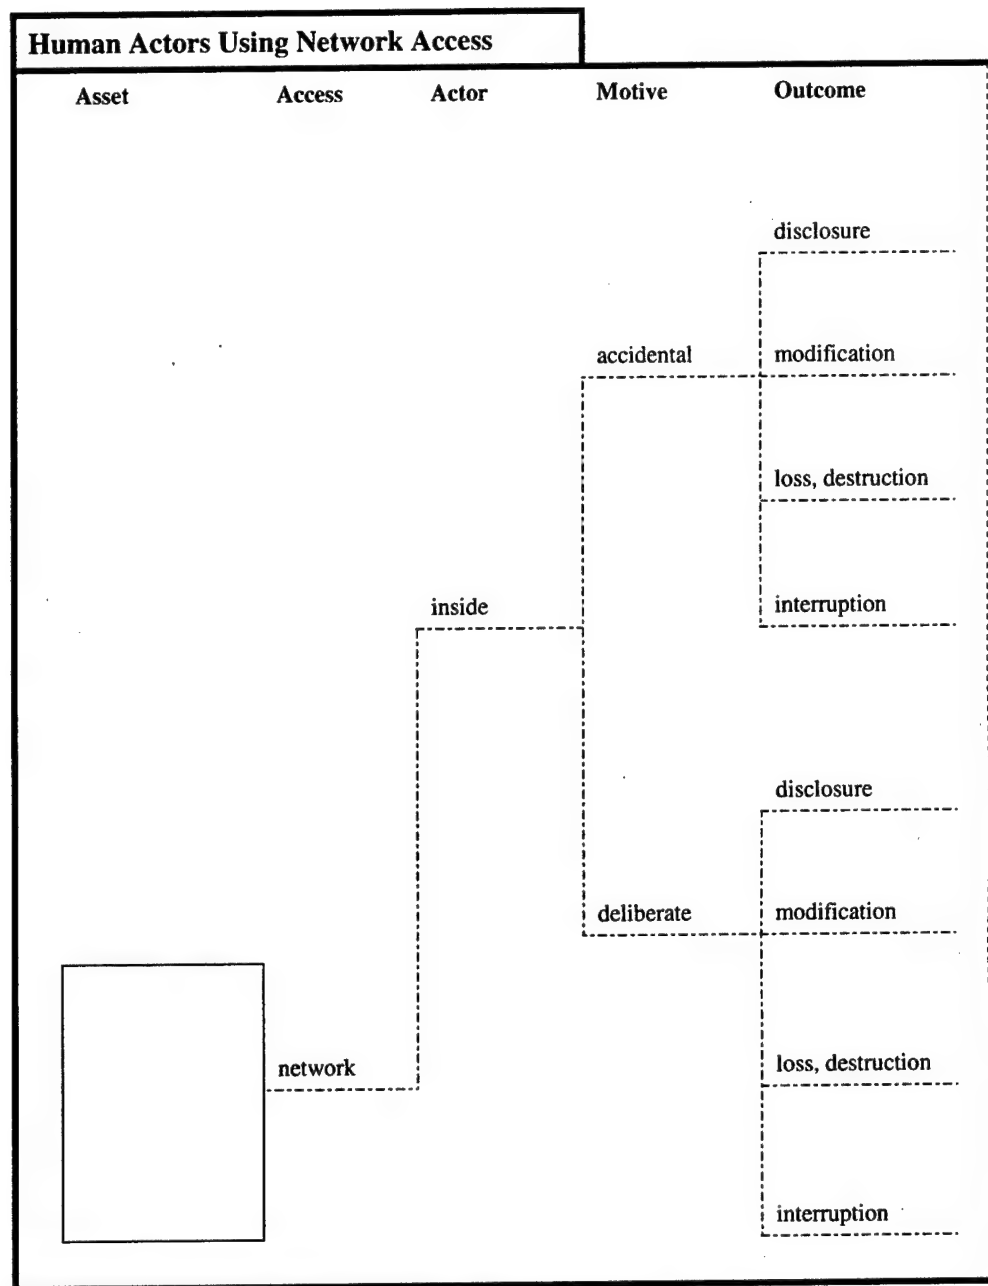 Human Actors Using Network Access
Asset Access Actor Motive Outcome
disclosure
accidental modification
loss, destruction
inside interruption
disclosure
deliberate modification
network loss, destruction
interruption